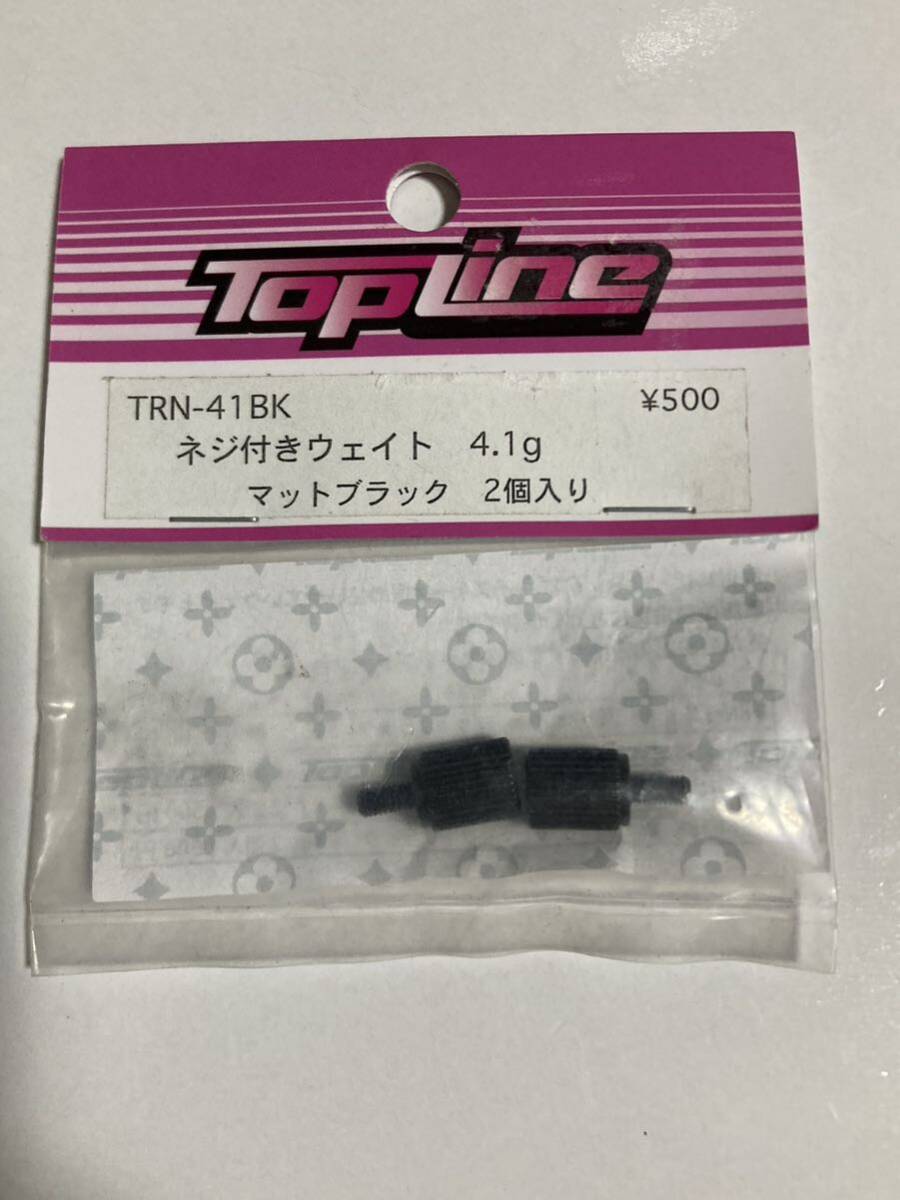 TopLine
TRN-41BK ¥500
ネジ付きウェイト 4.1g
マットブラック 2個入り